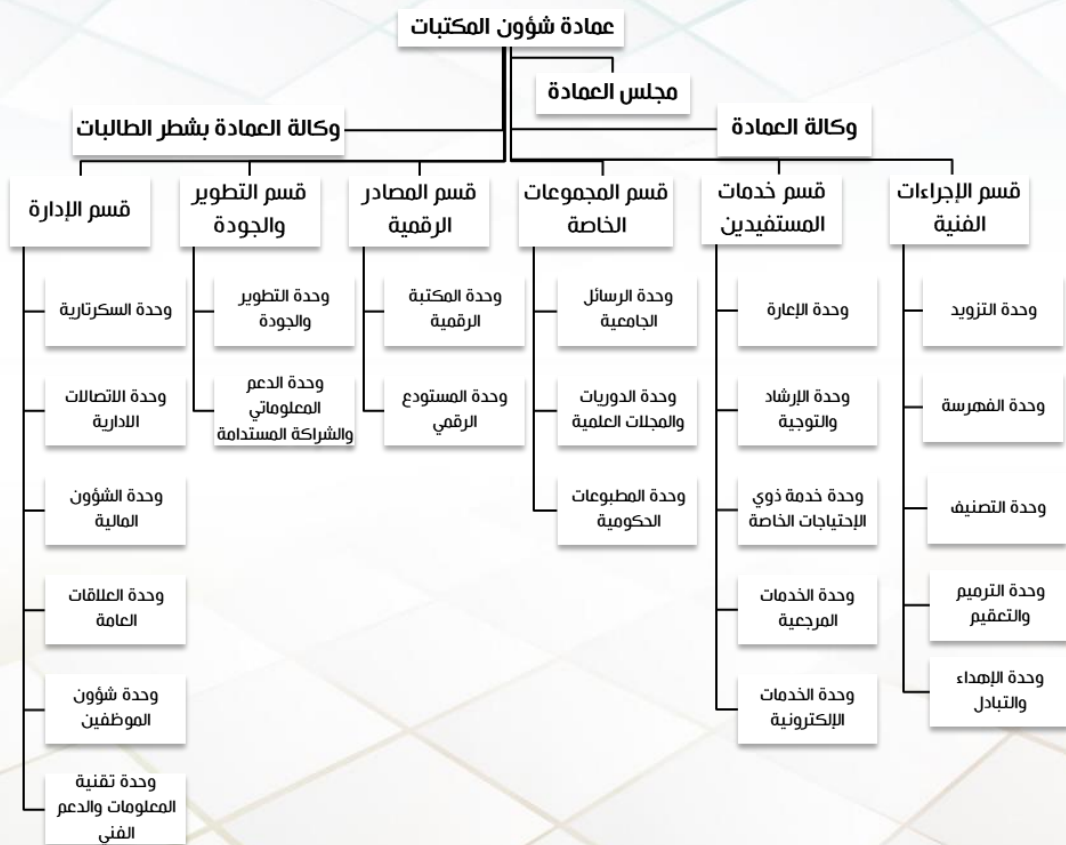 عمادة شؤون المكتبات
مجلس العمادة
وكالة العمادة
وكالة العمادة بشطر الطالبات
قسم الإجراءات
الفنية
وحدة التزويد
وحدة الفهرسة
وحدة التصنيف
وحدة الترميم
والتعقيم
وحدة الإهداء
والتبادل
قسم خدمات
المستفيدين
وحدة الإعارة
وحدة الإرشاد
والتوجية
وحدة خدمة ذوي
الإحتياجات الخاصة
وحدة الخدمات
المرجعية
وحدة الخدمات
الإلكترونية
قسم المجموعات
الخاصة
وحدة الرسائل
الجامعية
وحدة الدوريات
والمجلات العلمية
وحدة المطبوعات
الحكومية
قسم المصادر
الرقمية
وحدة المكتبة
الرقمية
وحدة المستودع
الرقمي
قسم التطوير
والجودة
وحدة التطوير
والجودة
وحدة الدعم
المعلوماتي
والشراكة المستدامة
قسم الإدارة
وحدة السكرتارية
وحدة الاتصالات
الادارية
وحدة الشؤون
المالية
وحدة العلاقات
العامة
وحدة شؤون
الموظفين
وحدة تقنية
المعلومات والدعم
الفني